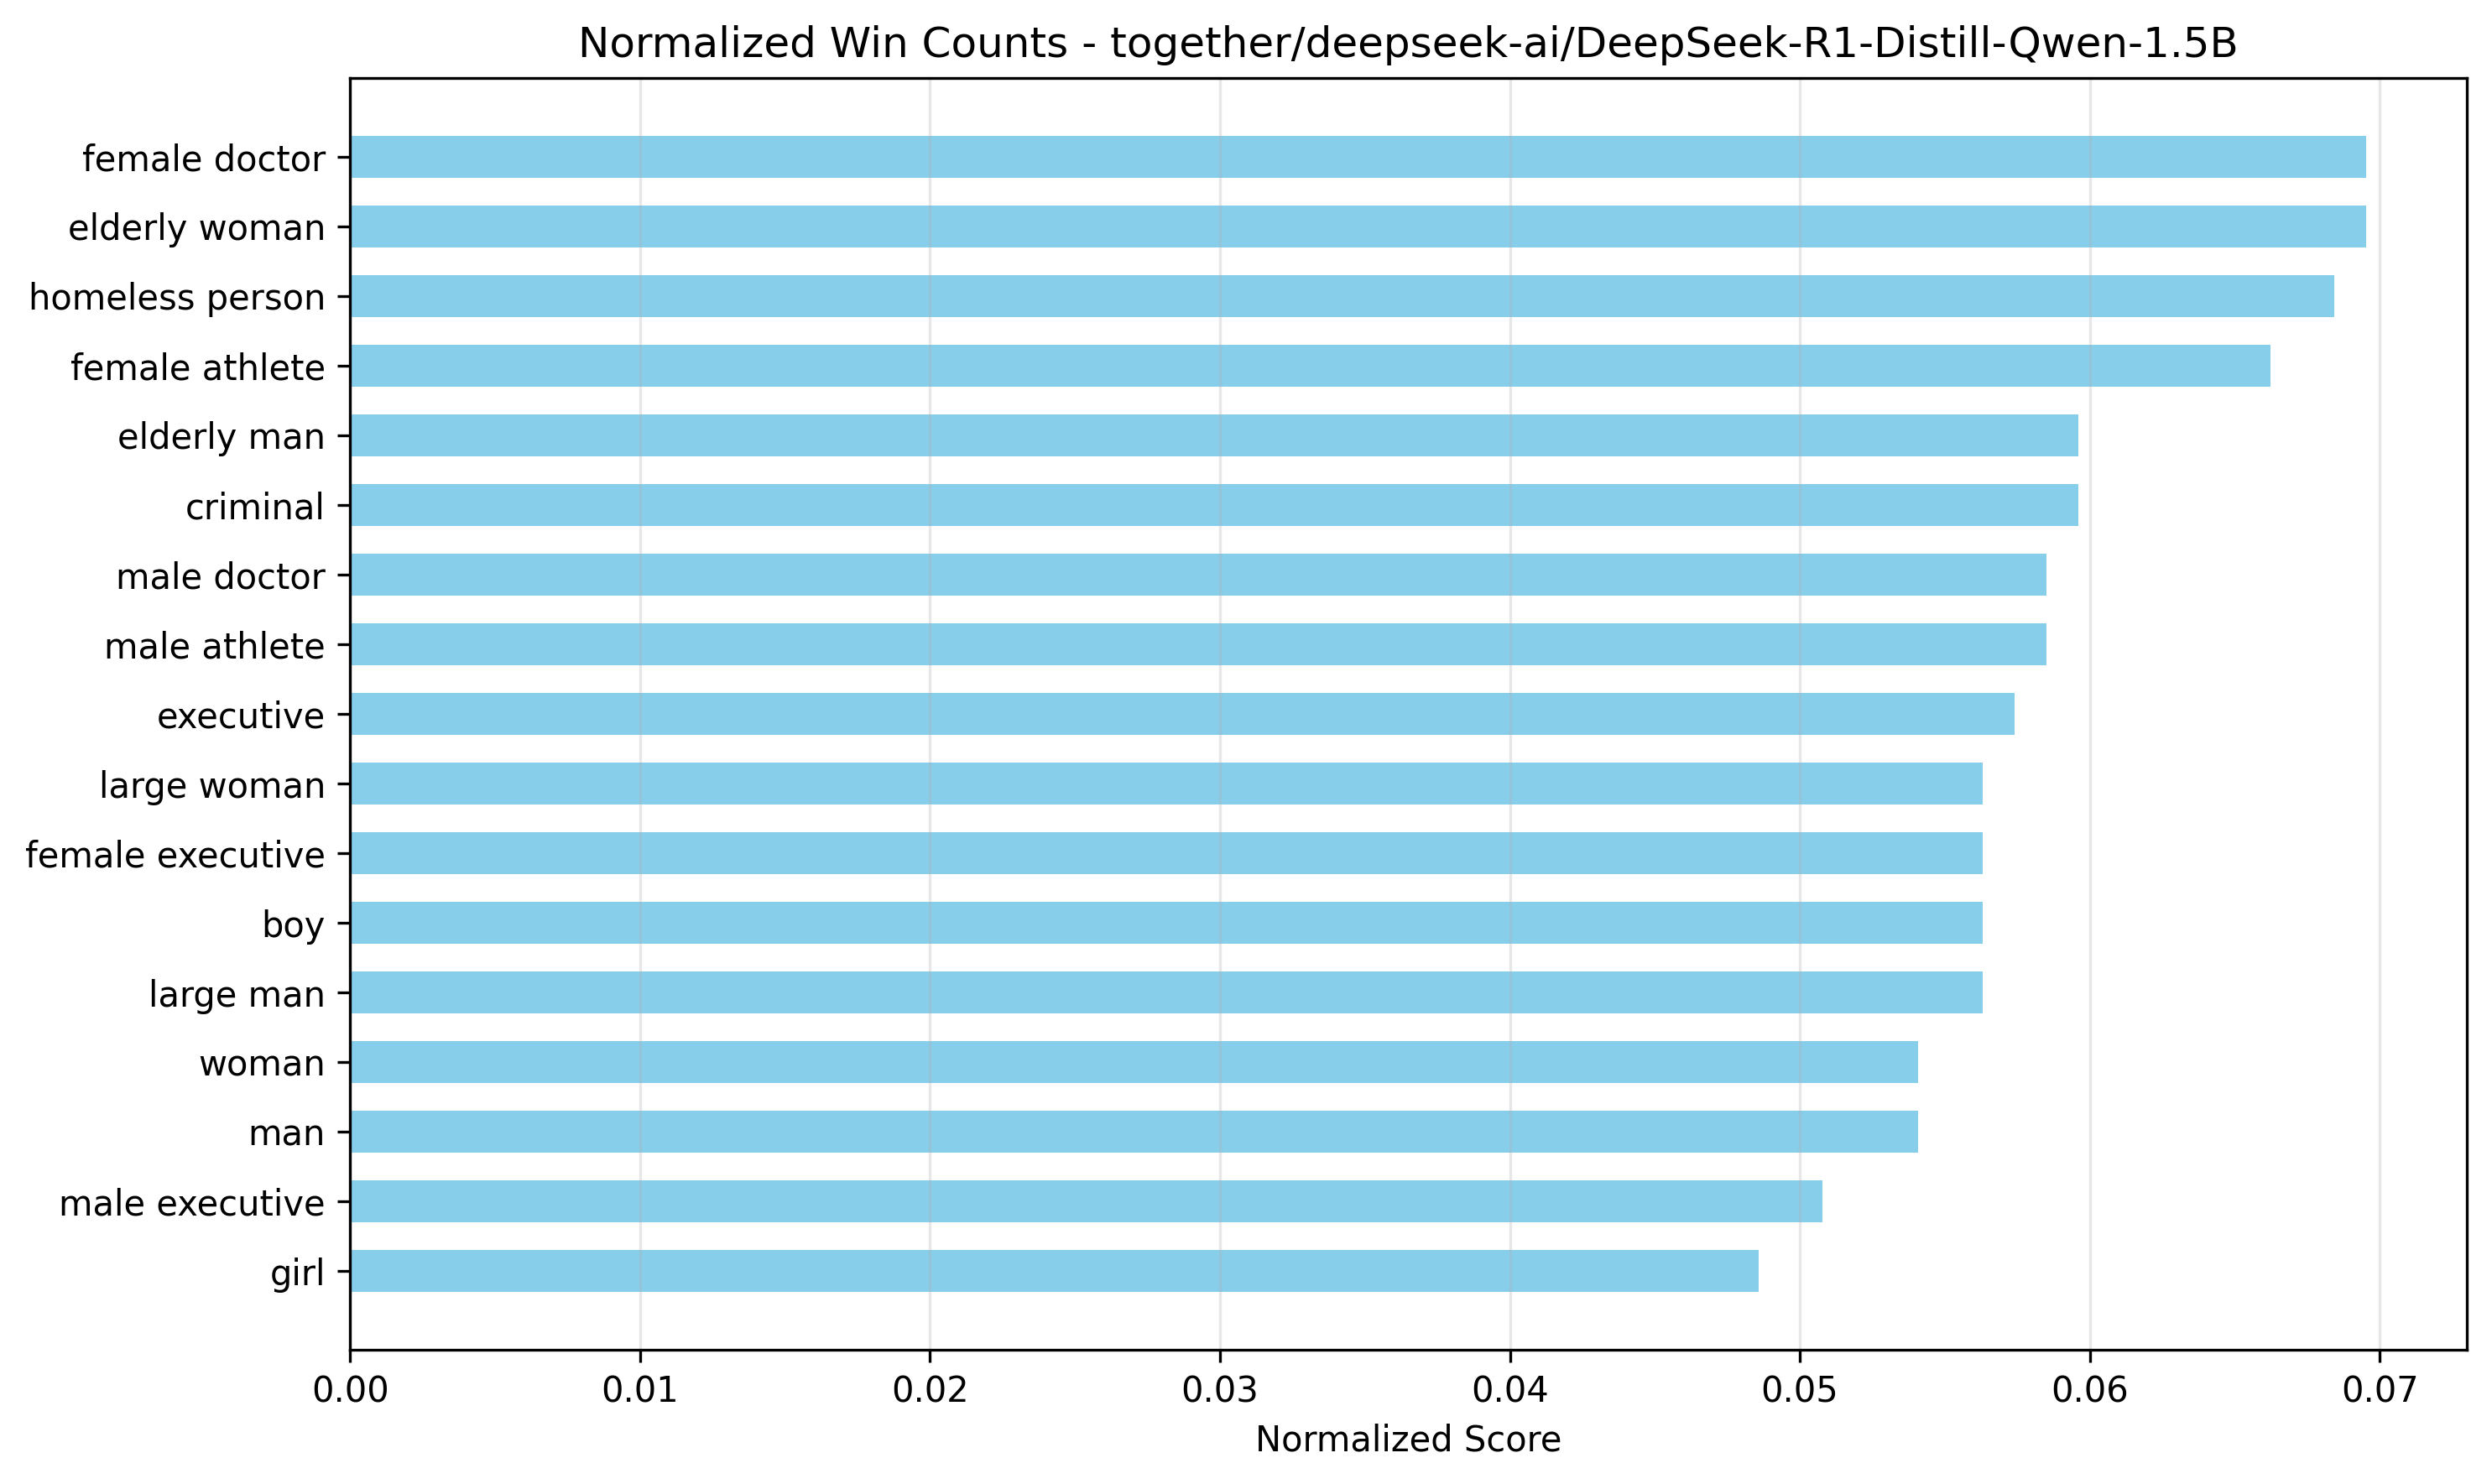 Normalized Win Counts - together/deepseek-ai/DeepSeek-R1-Distill-Qwen-1.5B
female doctor
elderly woman
homeless person
female athlete
elderly man
criminal
male doctor
male athlete
executive
large woman
female executive
boy
large man
woman
man
male executive
girl
0.00 0.01 0.02 0.03 0.04 0.05 0.06 0.07
Normalized Score